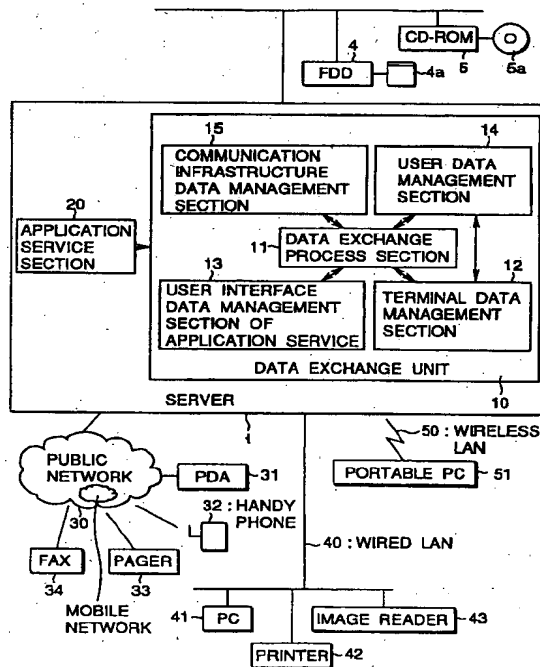 CD-ROM
4
5
5a
FDD
4a
15
COMMUNICATION
INFRASTRUCTURE
DATA MANAGEMENT
SECTION
14
USER DATA
MANAGEMENT
SECTION
20
APPLICATION
SERVICE
SECTION
11
DATA EXCHANGE
PROCESS SECTION
13
USER INTERFACE
DATA MANAGEMENT
SECTION OF
APPLICATION SERVICE
12
TERMINAL DATA
MANAGEMENT
SECTION
DATA EXCHANGE UNIT
10
SERVER
1
50 : WIRELESS
LAN
PUBLIC
NETWORK
PDA
31
PORTABLE PC
51
30
32 : HANDY
PHONE
FAX
34
PAGER
33
40 : WIRED LAN
MOBILE
NETWORK
41
PC
IMAGE READER
43
PRINTER
42